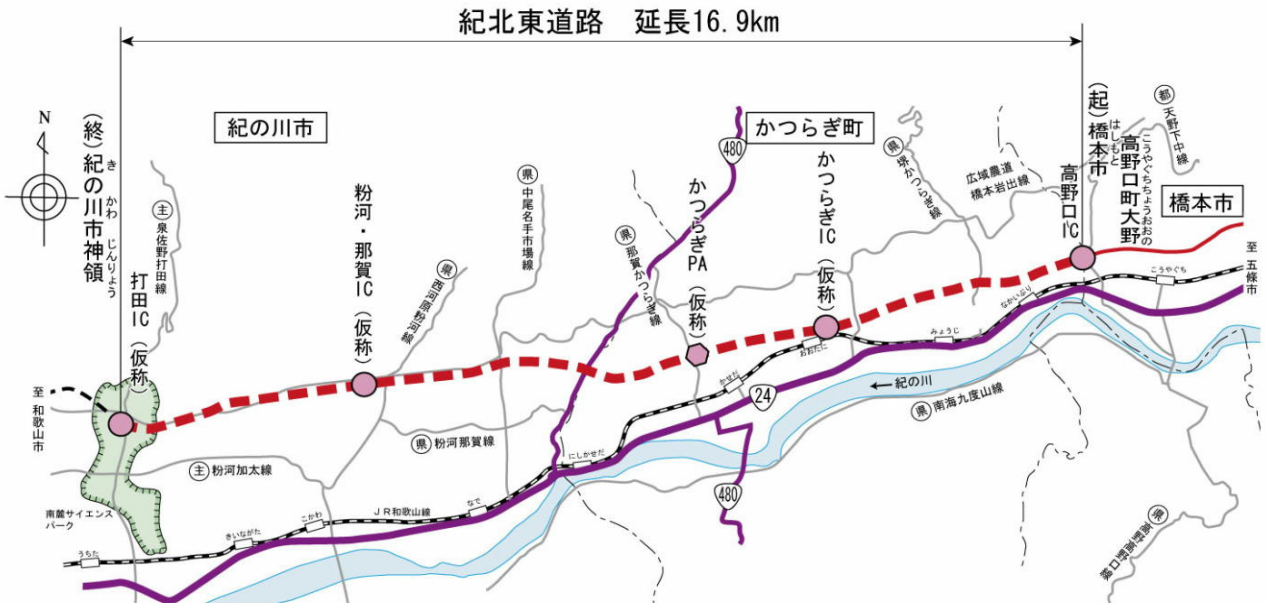 紀北東道路 延長16.9km
N
紀の川市
かつらぎ町
橋本市
(終)紀の川市神領
き かわ じんりょう
打田IC(仮称)
主 泉佐野打田線
粉河・那賀IC(仮称)
県 西河原粉河線
県 中尾名手市場線
県 那賀かつらぎ線
480
かつらぎPA(仮称)
かつらぎIC(仮称)
県 堺かつらぎ線
広域農道
橋本岩出線
高野口IC
(起)橋本市
はしもと
高野口町大野
こうやぐちちょうおおの
都 天野下中線
至 五條市
至 和歌山市
こうやぐち
なかいぶり
みょうじ
おおたに
かせだ
24
紀の川
県 南海九度山線
県 粉河那賀線
主 粉河加太線
にしかせだ
480
南麓サイエンス
パーク
JR和歌山線
なで
こかわ
きいながた
うちた
県 高野高野口線